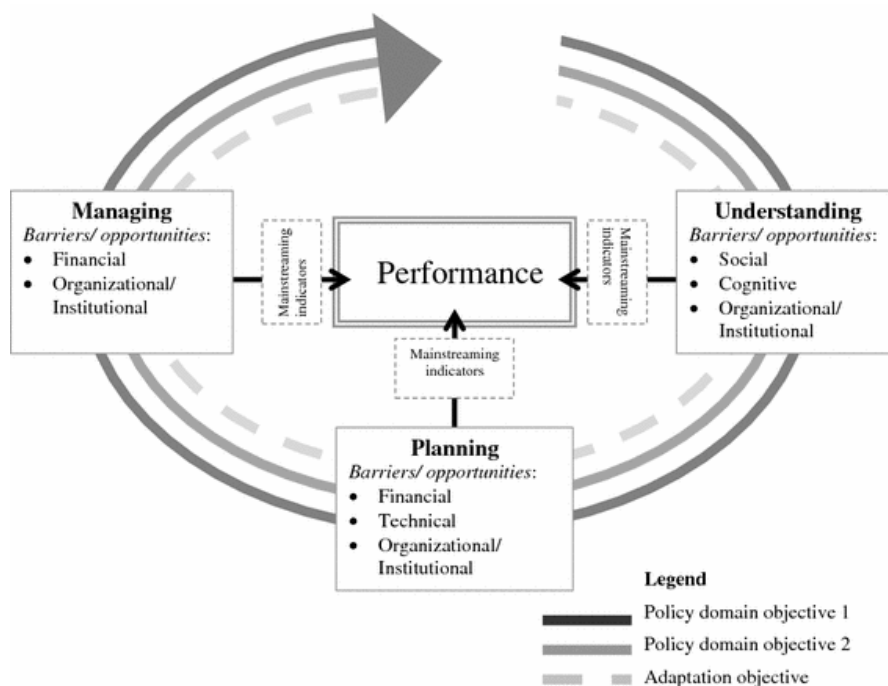 Managing
Barriers/ opportunities:
• Financial
• Organizational/
Institutional
Mainstreaming
indicators
Performance
Mainstreaming
indicators
Understanding
Barriers/ opportunities:
• Social
• Cognitive
• Organizational/
Institutional
Mainstreaming
indicators
Planning
Barriers/ opportunities:
• Financial
• Technical
• Organizational/
Institutional
Legend
Policy domain objective 1
Policy domain objective 2
Adaptation objective